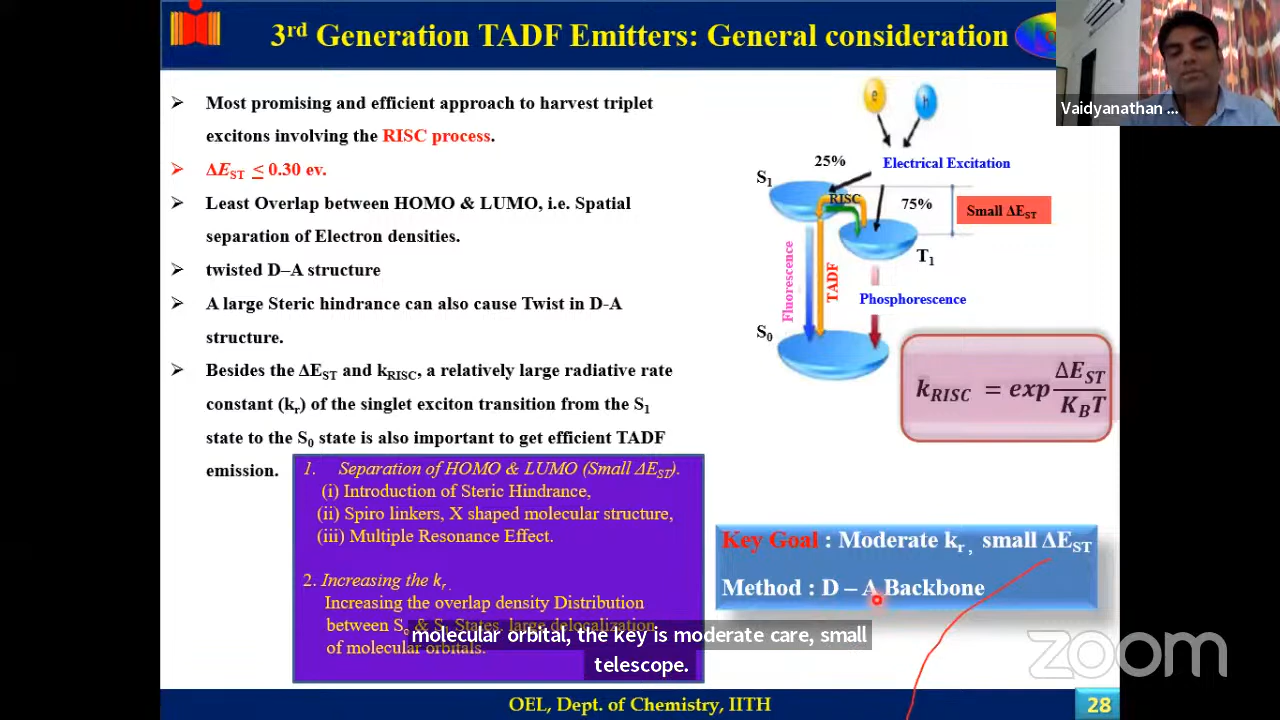 3rd Generation TADF Emitters: General consideration
Vaidyanathan ...
➢ Most promising and efficient approach to harvest triplet
excitons involving the RISC process.
➢ ΔEST ≤ 0.30 ev.
➢ Least Overlap between HOMO & LUMO, i.e. Spatial
separation of Electron densities.
➢ twisted D–A structure
➢ A large Steric hindrance can also cause Twist in D-A
structure.
➢ Besides the ΔEST and kRISC, a relatively large radiative rate
constant (kr) of the singlet exciton transition from the S1
state to the S0 state is also important to get efficient TADF
emission.
e
h
25%
Electrical Excitation
S1
RISC
75%
Small ΔEST
T1
Fluorescence
TADF
Phosphorescence
S0
kRISC = exp ΔEST
KBT
1. Separation of HOMO & LUMO (Small ΔEST).
(i) Introduction of Steric Hindrance,
(ii) Spiro linkers, X shaped molecular structure,
(iii) Multiple Resonance Effect.
2. Increasing the kr.
Increasing the overlap density Distribution
between S0 & S States, large delocalization
of molecular orbitals.
Key Goal : Moderate kr, small ΔEST
Method : D – A Backbone
molecular orbital, the key is moderate care, small
telescope.
zoom
OEL, Dept. of Chemistry, IITH
28